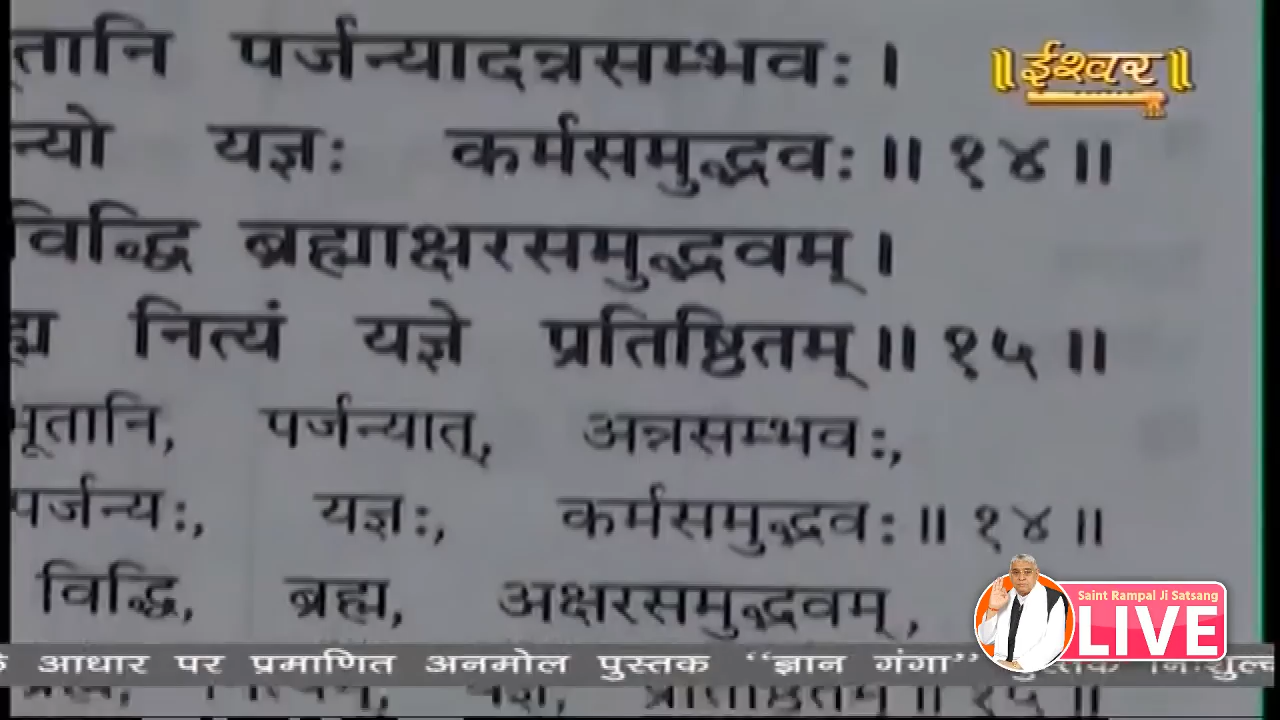 तानि पर्जन्यादन्नसम्भवः ।
॥ ईश्वर ॥
न्यो यज्ञः कर्मसमुद्भवः ॥ १४ ॥
विद्धि ब्रह्माक्षरसमुद्भवम् ।
ह्म नित्यं यज्ञे प्रतिष्ठितम् ॥ १५ ॥
भूतानि, पर्जन्यात्, अन्नसम्भवः,
पर्जन्यः, यज्ञः, कर्मसमुद्भवः ॥ १४ ॥
विद्धि, ब्रह्म, अक्षरसमुद्भवम्,
Saint Rampal Ji Satsang
LIVE
आधार पर प्रमाणित अनमोल पुस्तक “ज्ञान गंगा” पुस्तक